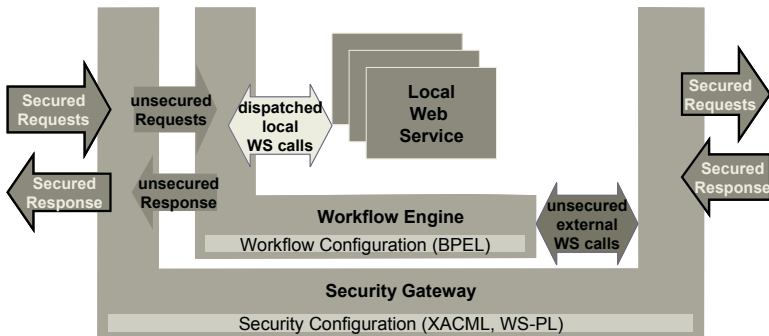 Secured
Requests
unsecured
Requests
dispatched
local
WS calls
Local
Web
Service
Secured
Requests
Secured
Response
unsecured
Response
Secured
Response
Workflow Engine
Workflow Configuration (BPEL)
unsecured
external
WS calls
Security Gateway
Security Configuration (XACML, WS-PL)